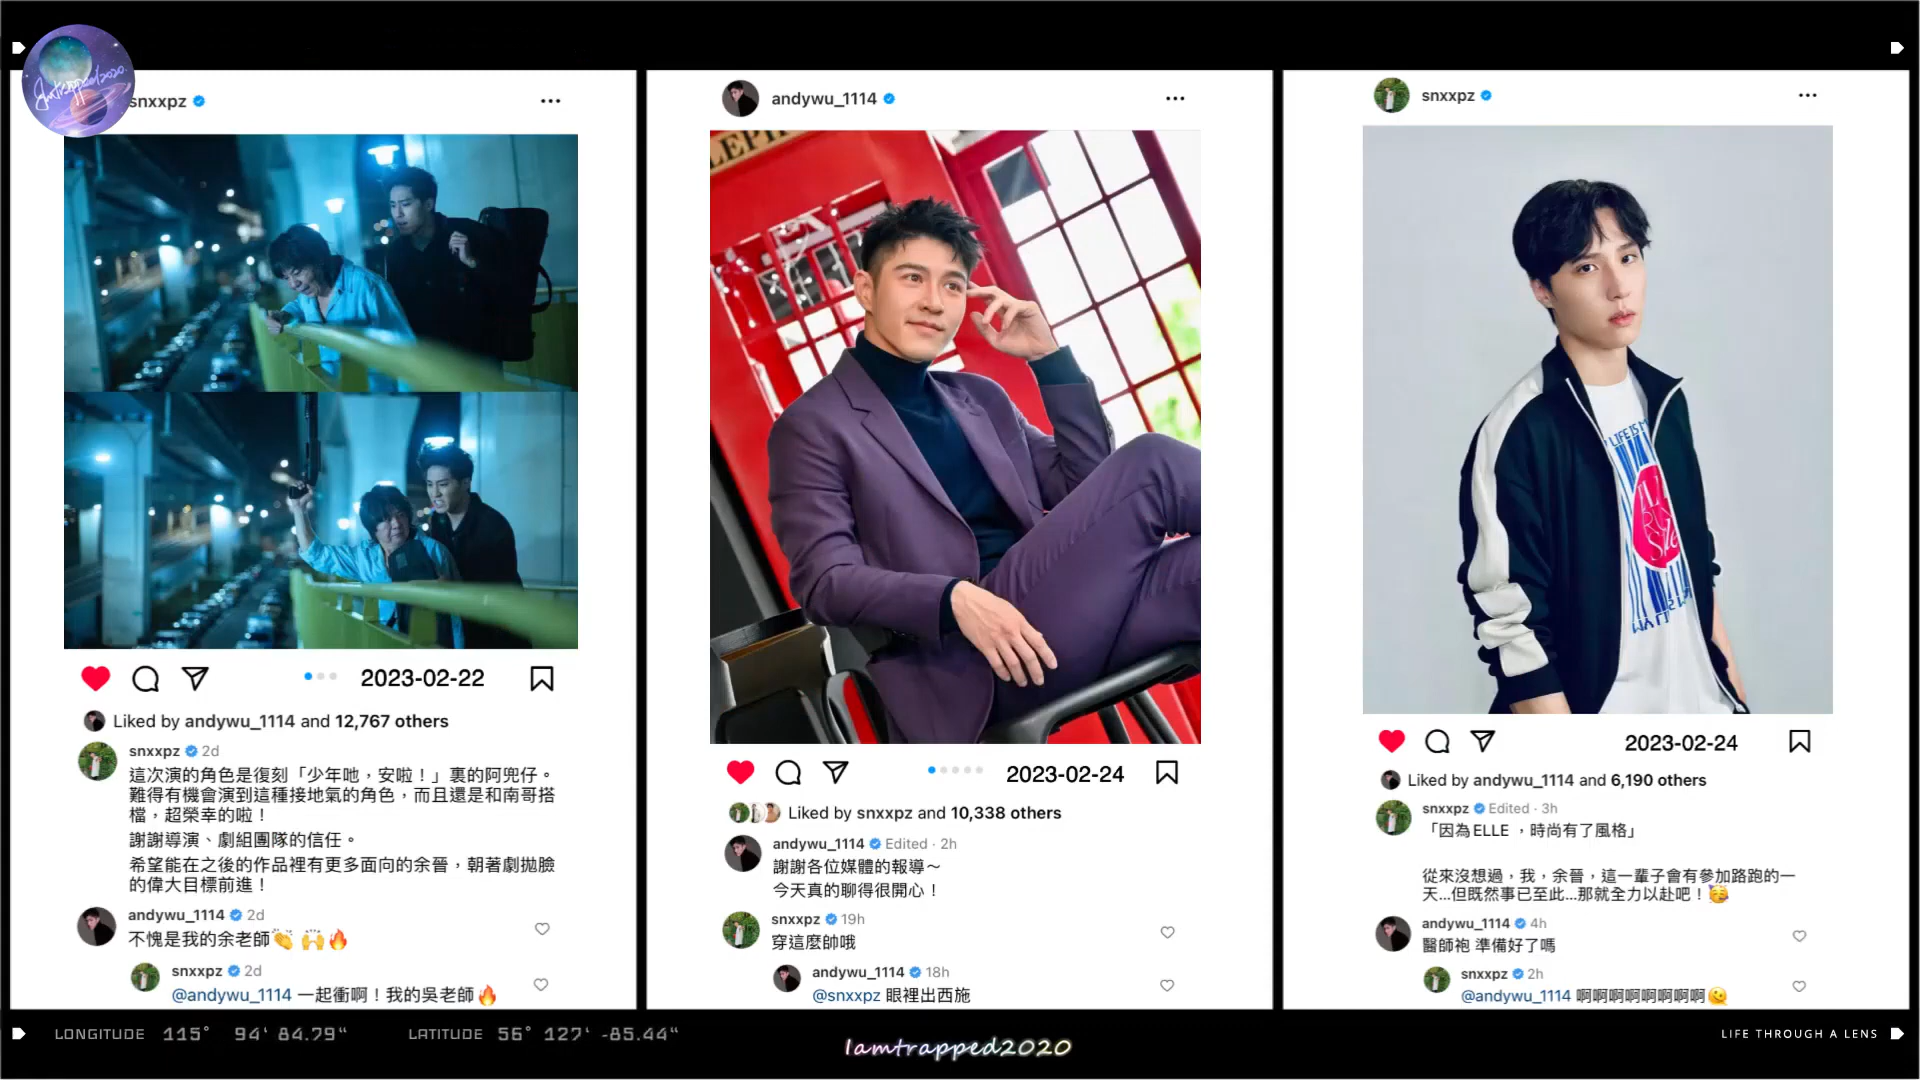 Iamtrapped2020
snxxpz
2023-02-22
Liked by andywu_1114 and 12,767 others
snxxpz 2d
這次演的角色是復刻「少年吔，安啦！」裏的阿兜仔。
難得有機會演到這種接地氣的角色，而且還是和南哥搭
檔，超榮幸的啦！
謝謝導演、劇組團隊的信任。
希望能在之後的作品裡有更多面向的余晉，朝著劇拋臉
的偉大目標前進！
andywu_1114 2d
不愧是我的余老師👏 🙌🔥
snxxpz 2d
@andywu_1114 一起衝啊！我的吳老師🔥
andywu_1114
LEPH
2023-02-24
Liked by snxxpz and 10,338 others
andywu_1114 Edited · 2h
謝謝各位媒體的報導～
今天真的聊得很開心！
snxxpz 19h
穿這麼帥哦
andywu_1114 18h
@snxxpz 眼裡出西施
snxxpz
LIFE IS M
2023-02-24
Liked by andywu_1114 and 6,190 others
snxxpz Edited · 3h
「因為ELLE ，時尚有了風格」
從來沒想過，我，余晉，這一輩子會有參加路跑的一
天...但既然事已至此...那就全力以赴吧！🥳
andywu_1114 4h
醫師袍 準備好了嗎
snxxpz 2h
@andywu_1114 啊啊啊啊啊啊啊啊🫠
LONGITUDE 115° 94' 84.79" LATITUDE 56° 127' -85.44"
Iamtrapped2020
LIFE THROUGH A LENS